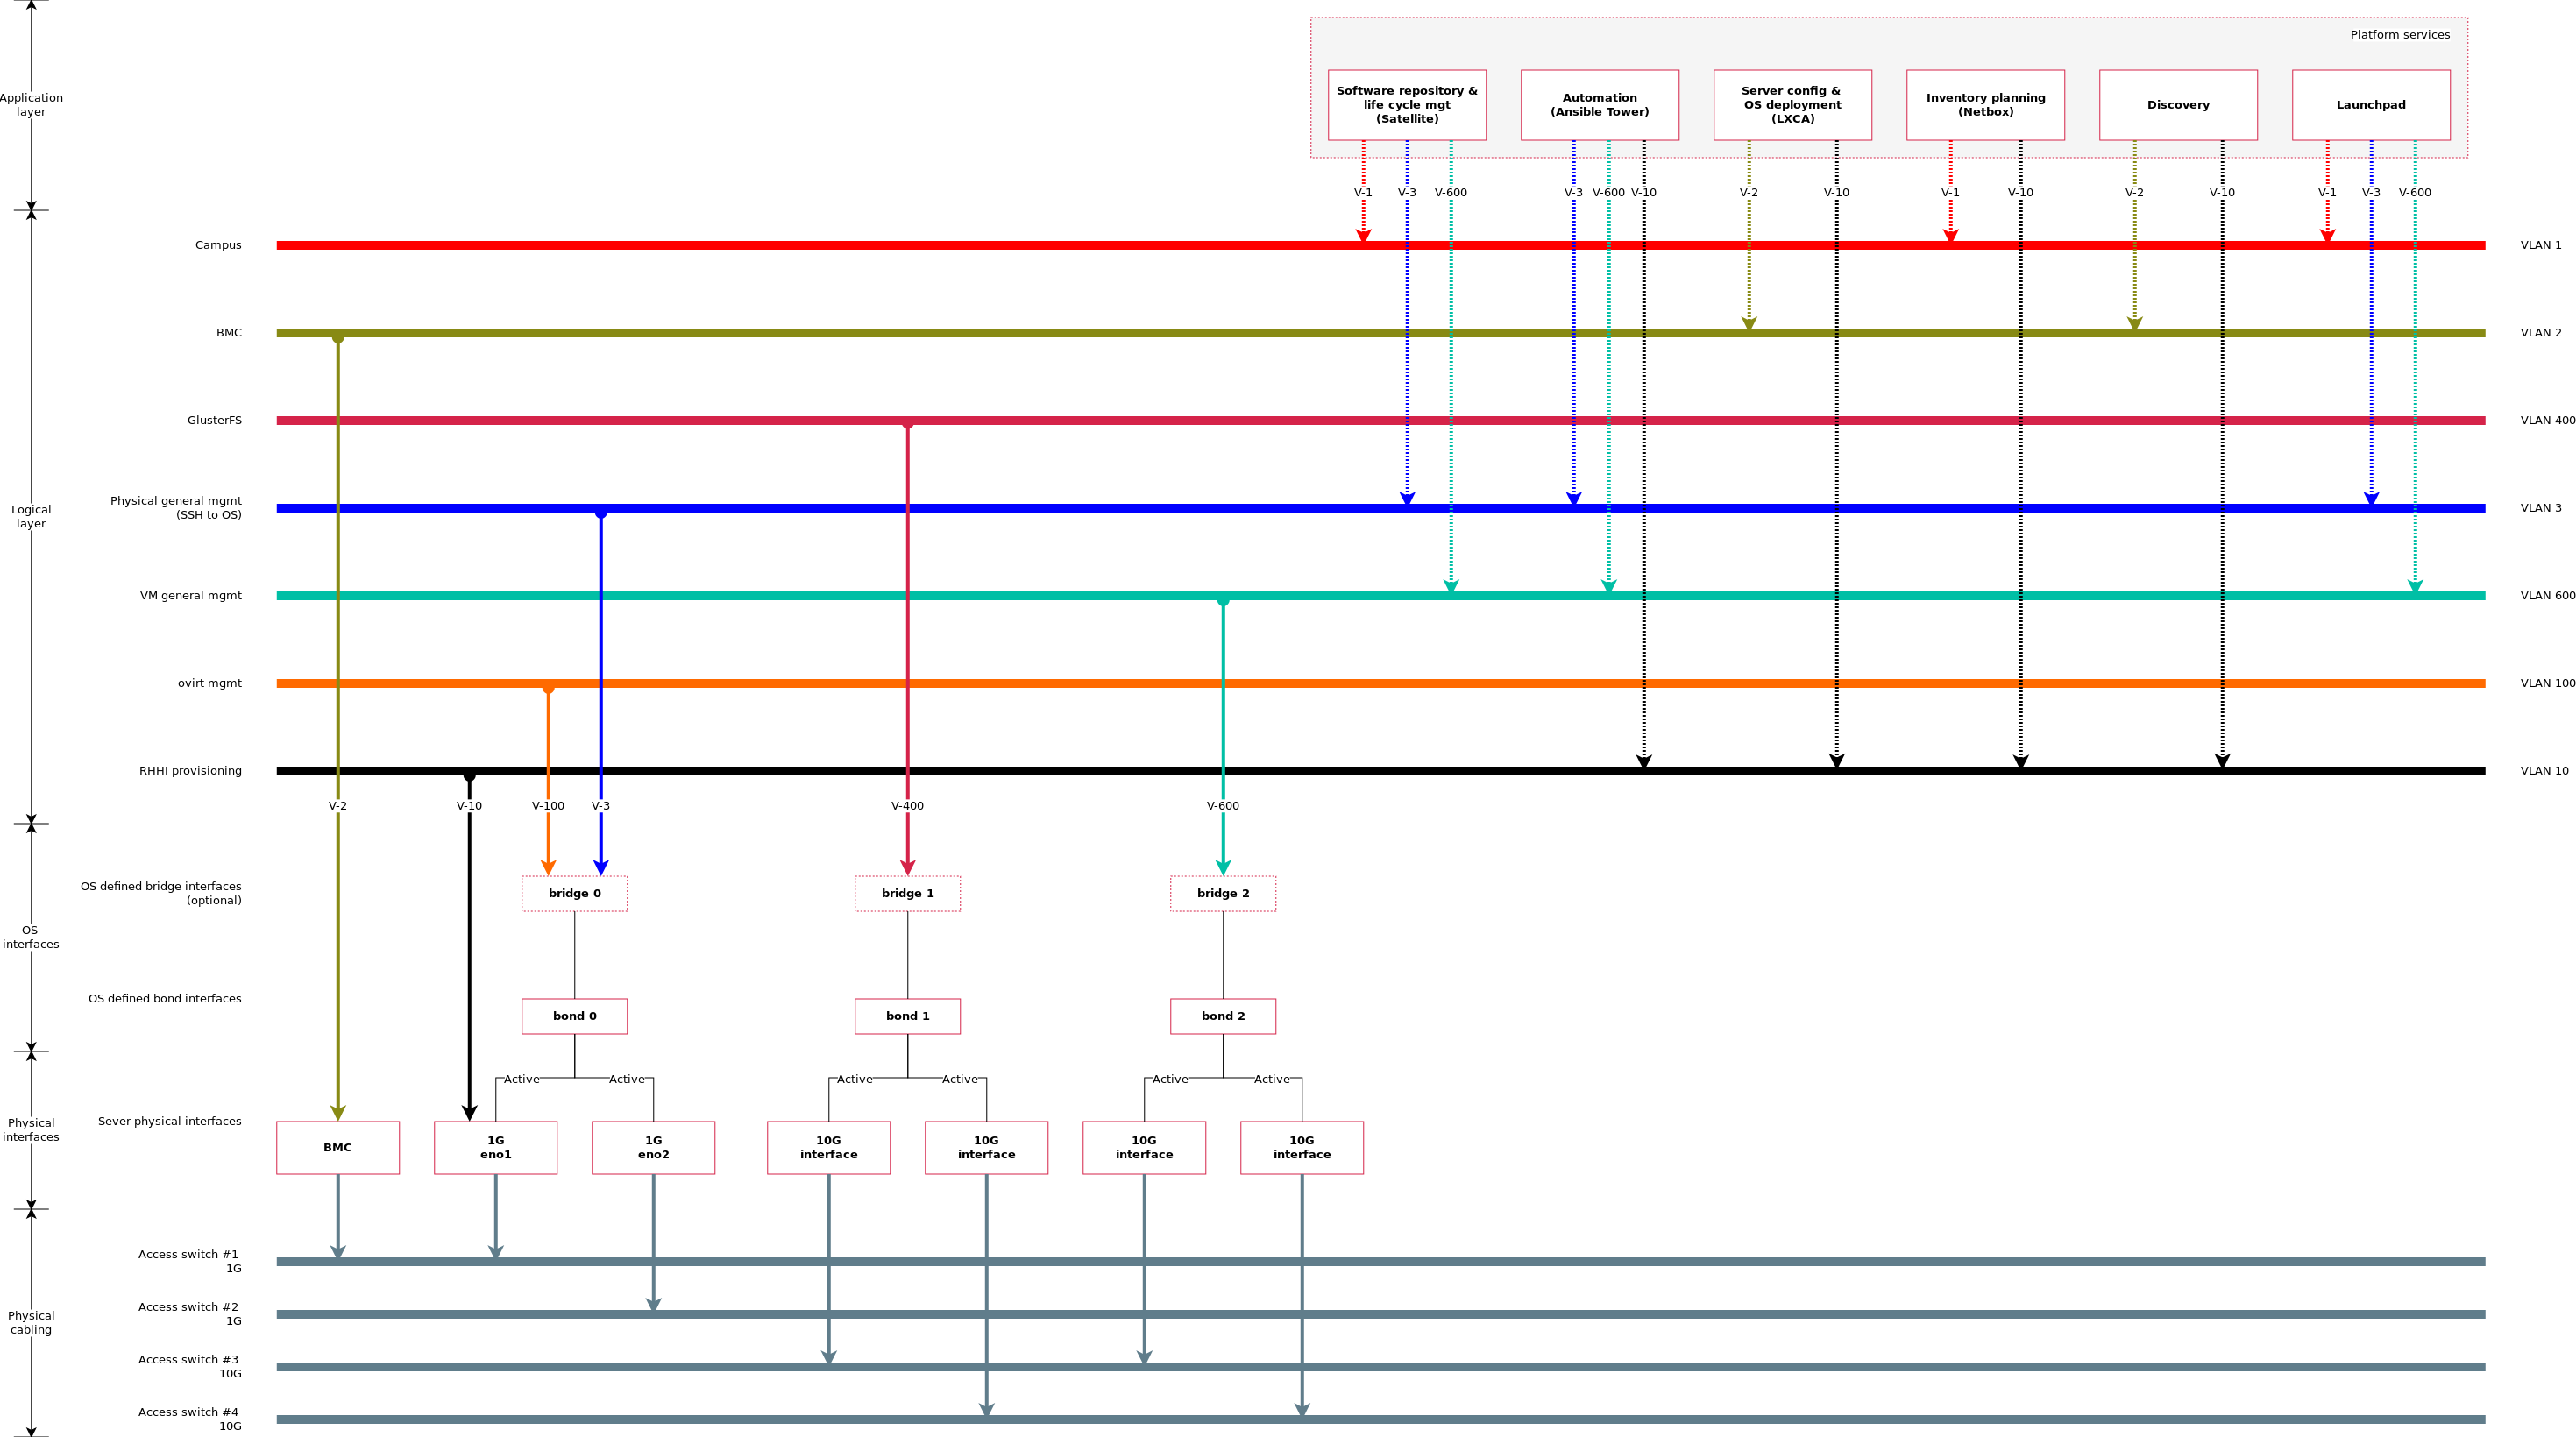 Platform services
Application
layer
Software repository &
life cycle mgt
(Satellite)
Automation
(Ansible Tower)
Server config &
OS deployment
(LXCA)
Inventory planning
(Netbox)
Discovery
Launchpad
V-1
V-3
V-600
V-3
V-600
V-10
V-2
V-10
V-1
V-10
V-2
V-10
V-1
V-3
V-600
Campus
VLAN 1
BMC
VLAN 2
GlusterFS
VLAN 400
Logical
layer
Physical general mgmt
(SSH to OS)
VLAN 3
VM general mgmt
VLAN 600
ovirt mgmt
VLAN 100
RHHI provisioning
VLAN 10
V-2
V-10
V-100
V-3
V-400
V-600
OS defined bridge interfaces
(optional)
bridge 0
bridge 1
bridge 2
OS
interfaces
OS defined bond interfaces
bond 0
bond 1
bond 2
Active
Active
Active
Active
Active
Active
Physical
interfaces
Sever physical interfaces
BMC
1G
eno1
1G
eno2
10G
interface
10G
interface
10G
interface
10G
interface
Access switch #1
1G
Access switch #2
1G
Physical
cabling
Access switch #3
10G
Access switch #4
10G